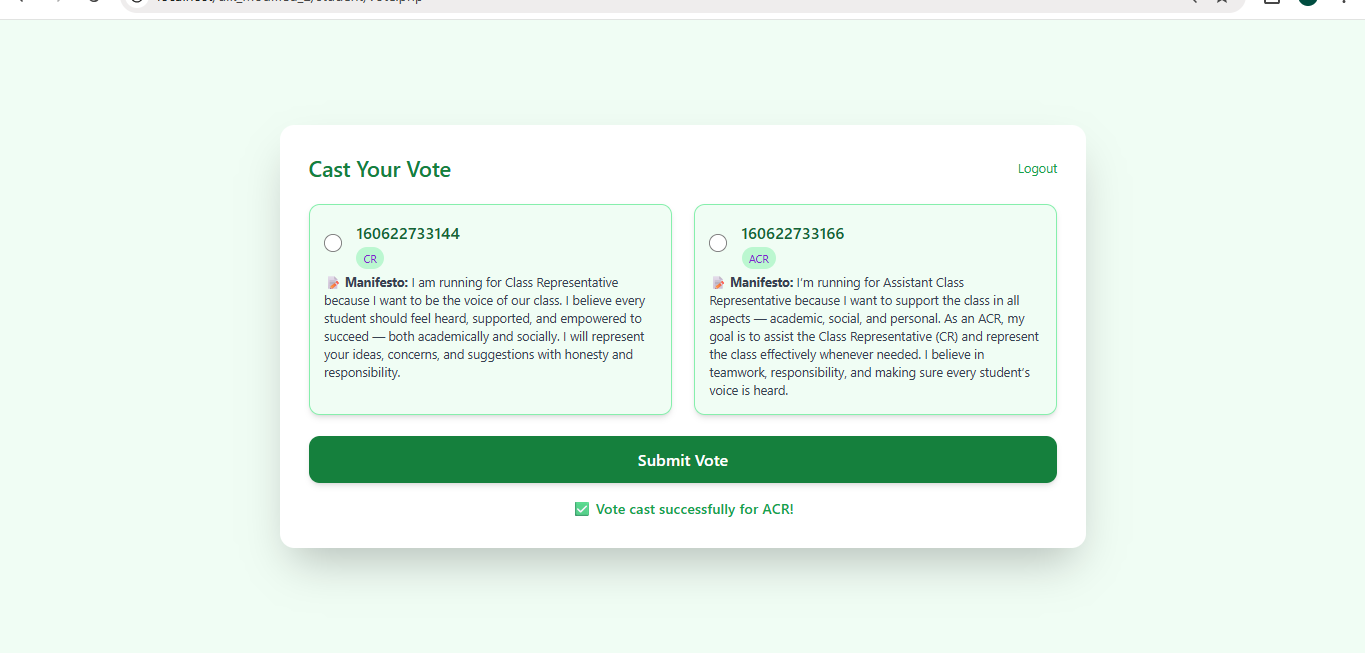 Cast Your Vote
Logout
160622733144
CR
📝 Manifesto: I am running for Class Representative
because I want to be the voice of our class. I believe every
student should feel heard, supported, and empowered to
succeed — both academically and socially. I will represent
your ideas, concerns, and suggestions with honesty and
responsibility.
160622733166
ACR
📝 Manifesto: I'm running for Assistant Class
Representative because I want to support the class in all
aspects — academic, social, and personal. As an ACR, my
goal is to assist the Class Representative (CR) and represent
the class effectively whenever needed. I believe in
teamwork, responsibility, and making sure every student's
voice is heard.
Submit Vote
✅ Vote cast successfully for ACR!